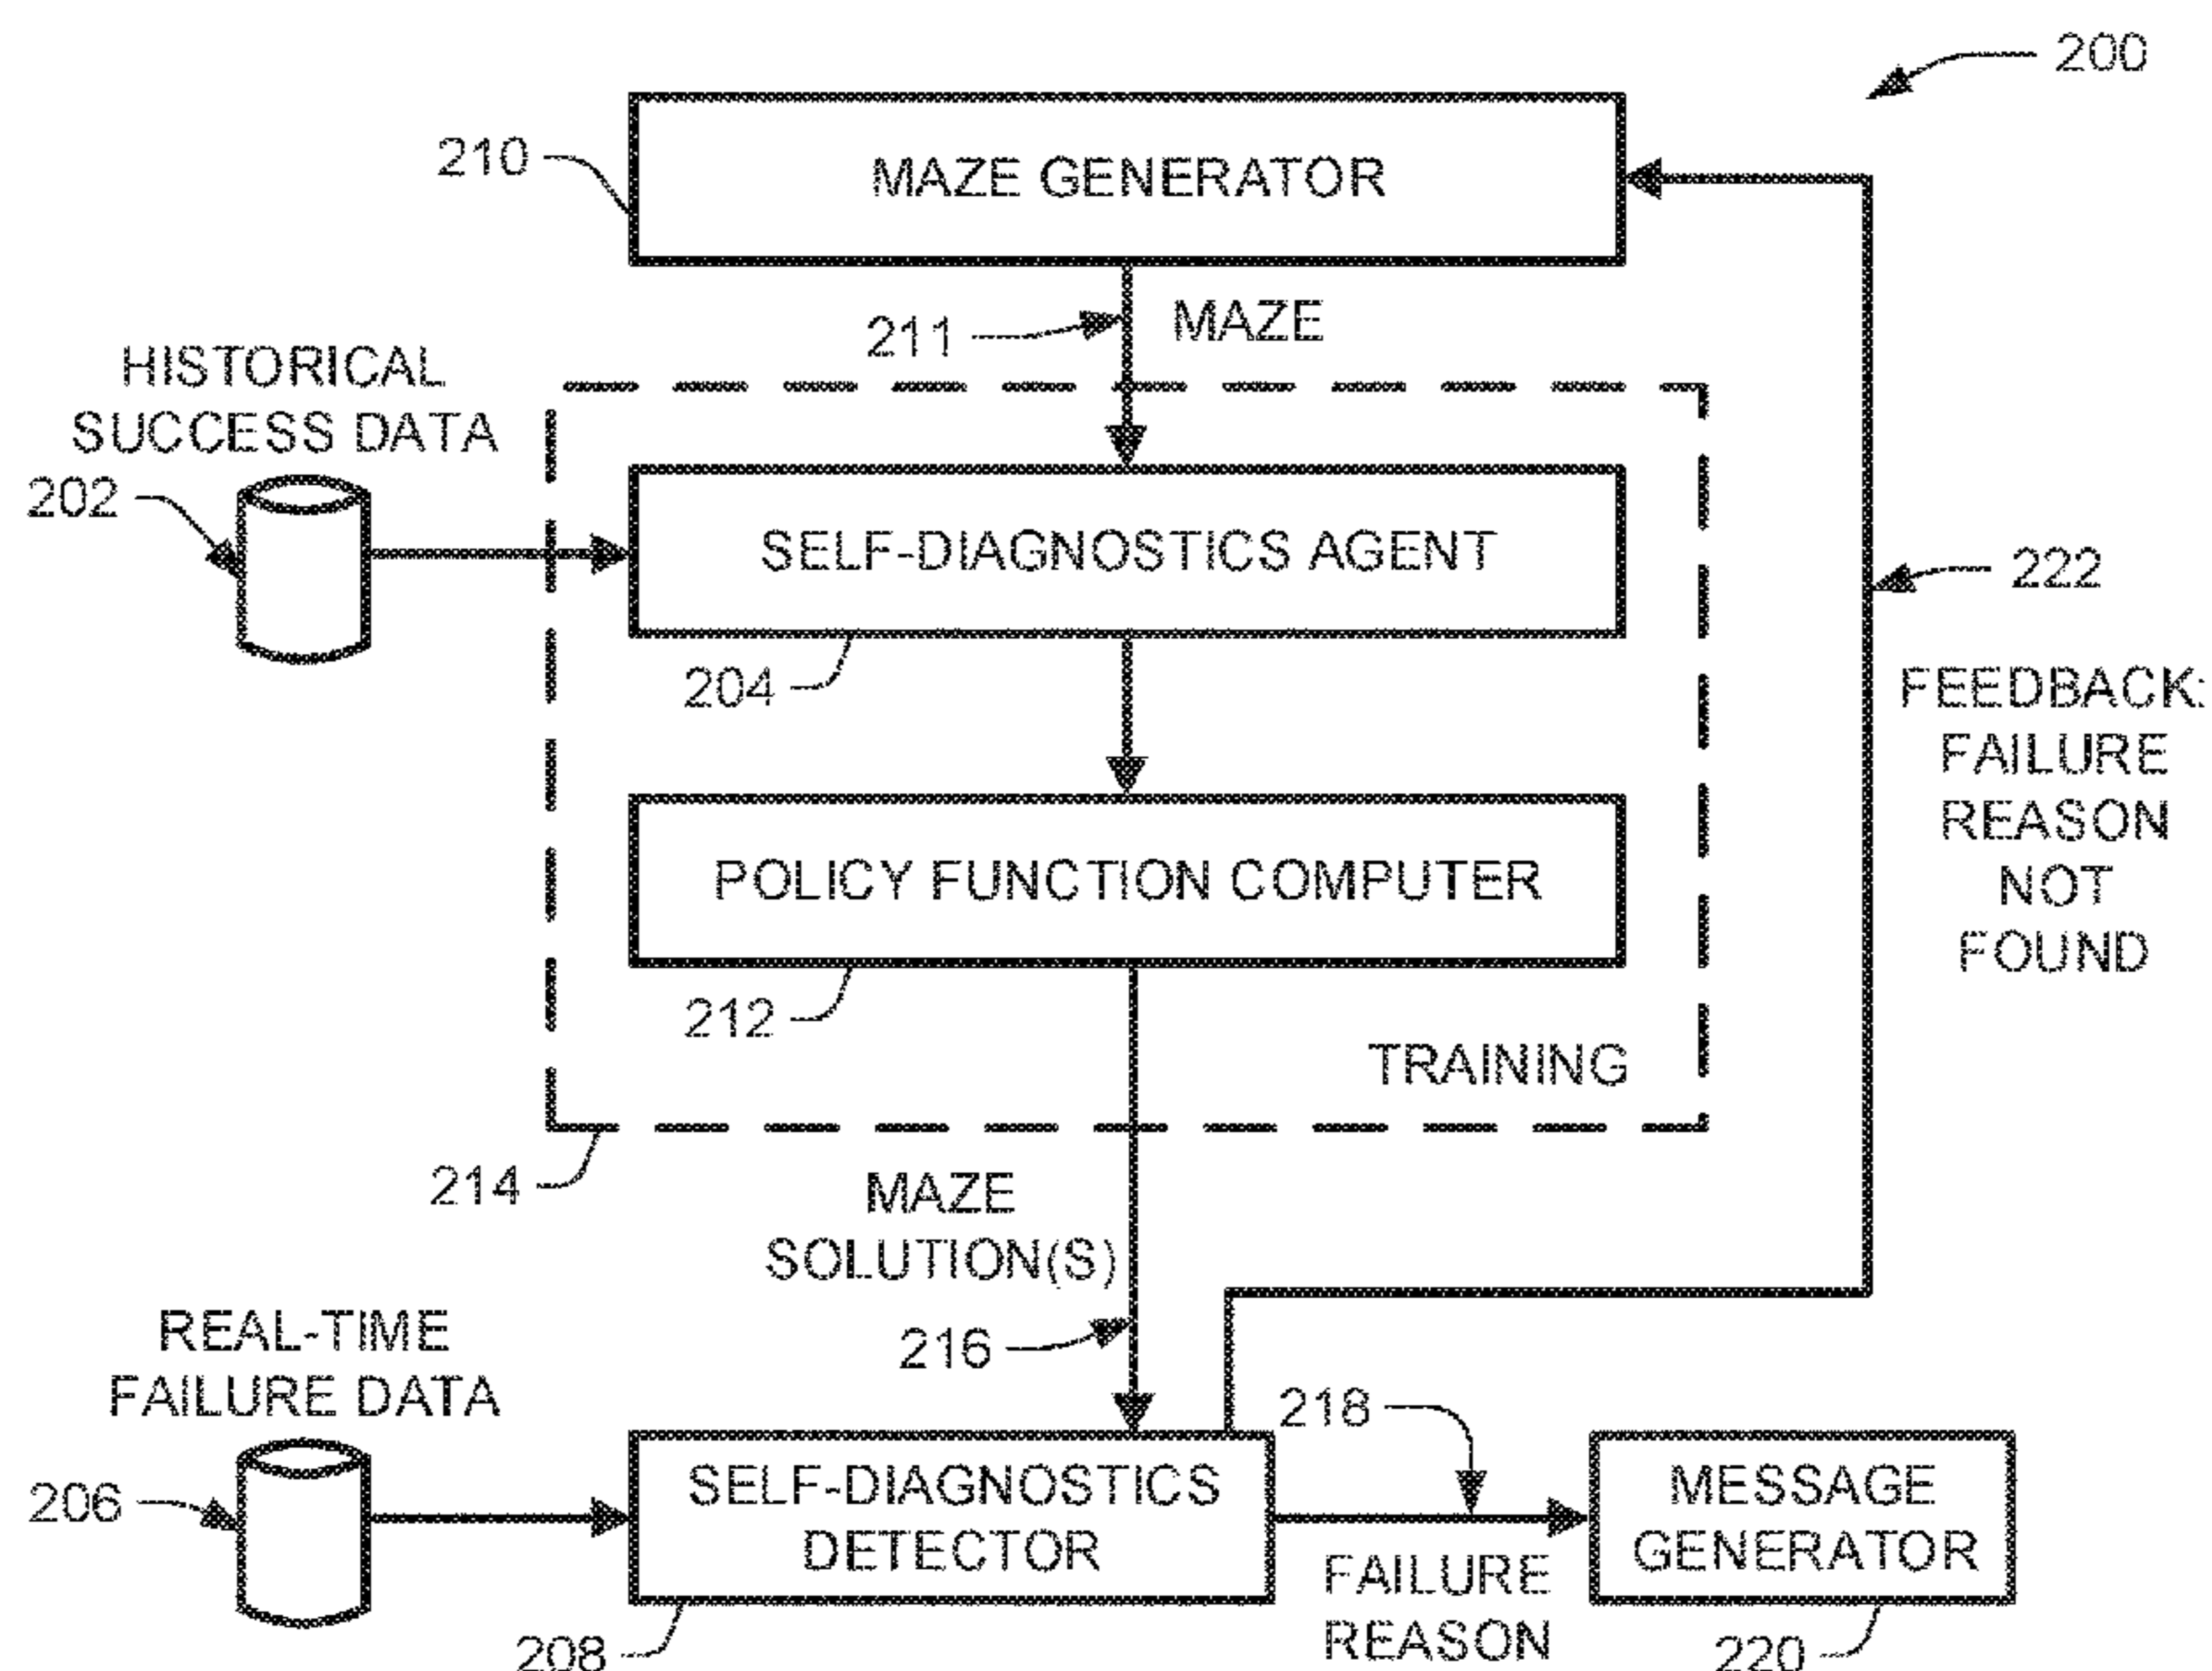 200
210
MAZE GENERATOR
211
MAZE
HISTORICAL
SUCCESS DATA
202
SELF-DIAGNOSTICS AGENT
204
222
FEEDBACK:
FAILURE
REASON
NOT
FOUND
POLICY FUNCTION COMPUTER
212
TRAINING
214
MAZE
SOLUTION(S)
216
REAL-TIME
FAILURE DATA
206
SELF-DIAGNOSTICS
DETECTOR
208
218
FAILURE
REASON
MESSAGE
GENERATOR
220